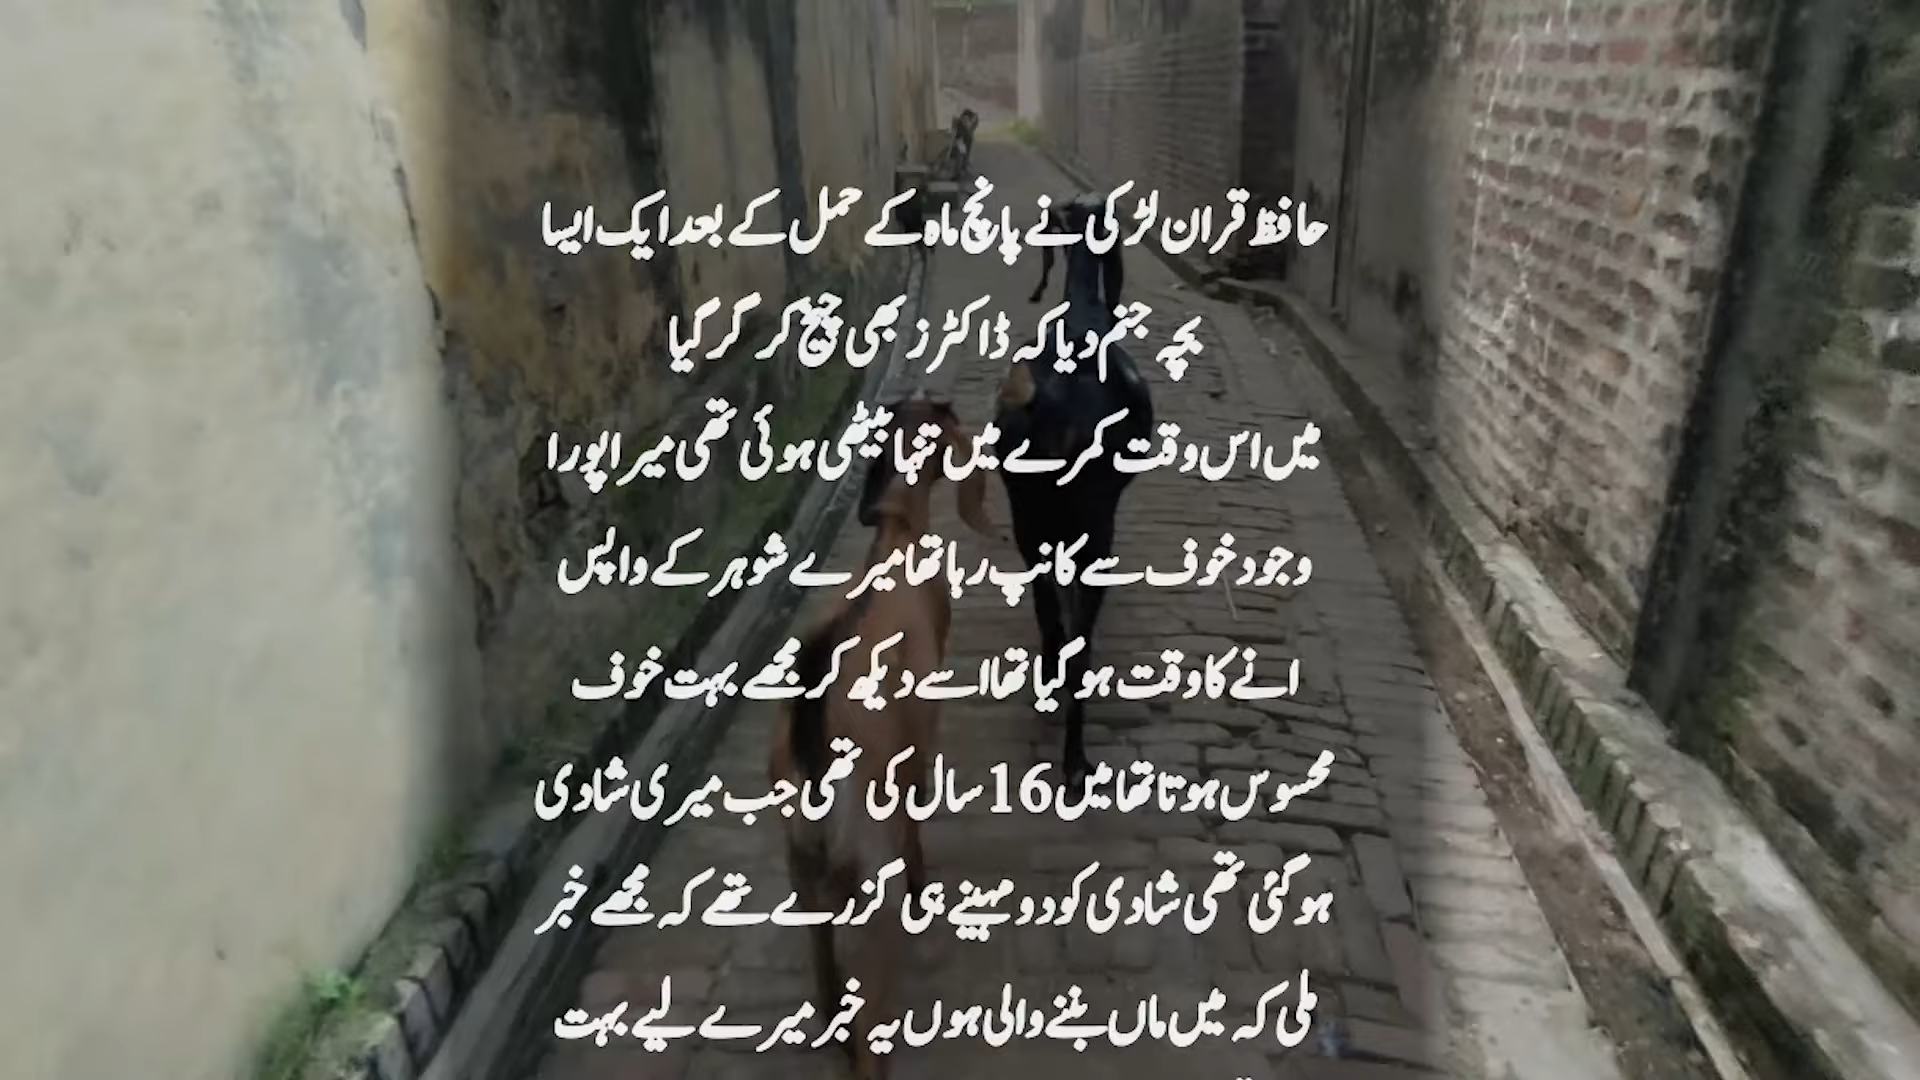 حافظ قران لڑکی نے پانچ ماہ کے حمل کے بعد ایک ایسا
بچہ جنم دیا کہ ڈاکٹرز بھی چیخ کر گر گیا
میں اس وقت کمرے میں تنہا بیٹھی ہوئی تھی میرا پورا
وجود خوف سے کانپ رہا تھا میرے شوہر کے واپس
انے کا وقت ہو گیا تھا اسے دیکھ کر مجھے بہت خوف
محسوس ہوتا تھا میں 16 سال کی تھی جب میری شادی
ہو گئی تھی شادی کو دو مہینے ہی گزرے تھے کہ مجھے خبر
ملی کہ میں ماں بننے والی ہوں یہ خبر میرے لیے بہت